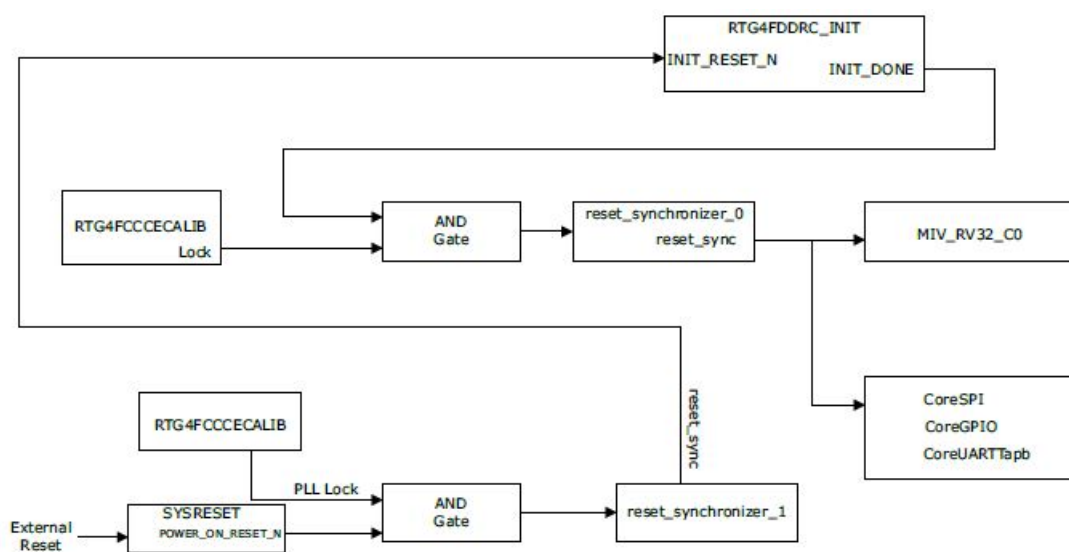 RTG4FDDRC_INIT
INIT_RESET_N
INIT_DONE
RTG4FCCCECALIB
Lock
AND
Gate
reset_synchronizer_0
reset_sync
MIV_RV32_C0
CoreSPI
CoreGPIO
CoreUARTTapb
reset_sync
RTG4FCCCECALIB
PLL Lock
AND
Gate
reset_synchronizer_1
SYSRESET
POWER_ON_RESET_N
External
Reset